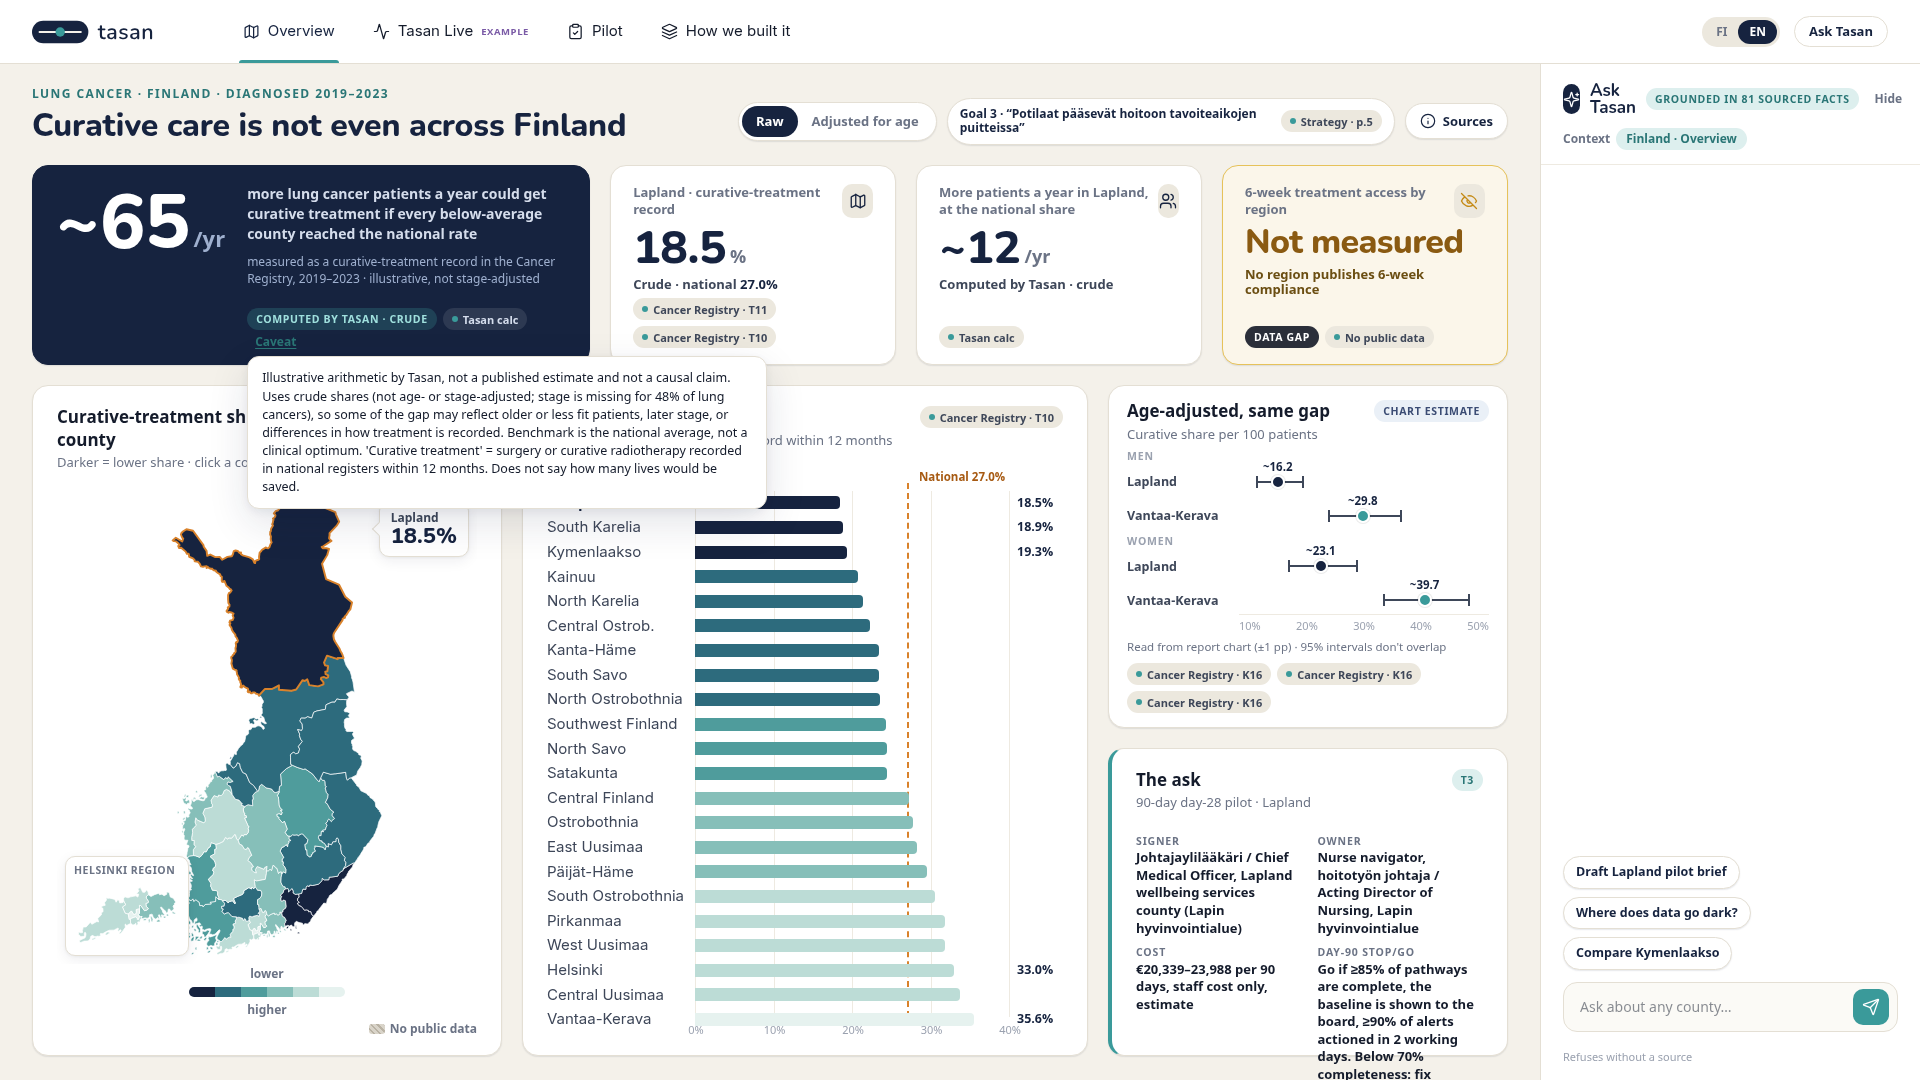 tasan
Overview
Tasan Live EXAMPLE
Pilot
How we built it
FI EN
Ask Tasan
LUNG CANCER · FINLAND · DIAGNOSED 2019–2023
Curative care is not even across Finland
Raw
Adjusted for age
Goal 3 · “Potilaat pääsevät hoitoon tavoiteaikojen
puitteissa”
Strategy · p.5
Sources
~65/yr
more lung cancer patients a year could get
curative treatment if every below-average
county reached the national rate
measured as a curative-treatment record in the Cancer
Registry, 2019–2023 · illustrative, not stage-adjusted
COMPUTED BY TASAN · CRUDE
Tasan calc
Caveat
Lapland · curative-treatment
record
18.5%
Crude · national 27.0%
Cancer Registry · T11
Cancer Registry · T10
More patients a year in Lapland,
at the national share
~12/yr
Computed by Tasan · crude
Tasan calc
6-week treatment access by
region
Not measured
No region publishes 6-week
compliance
DATA GAP
No public data
Illustrative arithmetic by Tasan, not a published estimate and not a causal claim.
Uses crude shares (not age- or stage-adjusted; stage is missing for 48% of lung
cancers), so some of the gap may reflect older or less fit patients, later stage, or
differences in how treatment is recorded. Benchmark is the national average, not a
clinical optimum. 'Curative treatment' = surgery or curative radiotherapy recorded
in national registers within 12 months. Does not say how many lives would be
saved.
Curative-treatment
county
Darker = lower share · click a
Lapland
18.5%
HELSINKI REGION
lower
higher
No public data
Cancer Registry · T10
within 12 months
National 27.0%
18.5%
South Karelia 18.9%
Kymenlaakso 19.3%
Kainuu
North Karelia
Central Ostrob.
Kanta-Häme
South Savo
North Ostrobothnia
Southwest Finland
North Savo
Satakunta
Central Finland
Ostrobothnia
East Uusimaa
Päijät-Häme
South Ostrobothnia
Pirkanmaa
West Uusimaa
Helsinki 33.0%
Central Uusimaa
Vantaa-Kerava 35.6%
0% 10% 20% 30% 40%
Age-adjusted, same gap
CHART ESTIMATE
Curative share per 100 patients
MEN
~16.2
Lapland
~29.8
Vantaa-Kerava
WOMEN
~23.1
Lapland
~39.7
Vantaa-Kerava
10% 20% 30% 40% 50%
Read from report chart (±1 pp) · 95% intervals don't overlap
Cancer Registry · K16
Cancer Registry · K16
Cancer Registry · K16
The ask
T3
90-day day-28 pilot · Lapland
SIGNER
Johtajaylilääkäri / Chief
Medical Officer, Lapland
wellbeing services
county (Lapin
hyvinvointialue)
OWNER
Nurse navigator,
hoitotyön johtaja /
Acting Director of
Nursing, Lapin
hyvinvointialue
COST
€20,339–23,988 per 90
days, staff cost only,
estimate
DAY-90 STOP/GO
Go if ≥85% of pathways
are complete, the
baseline is shown to the
board, ≥90% of alerts
actioned in 2 working
days. Below 70%
completeness: fix
Ask
Tasan
GROUNDED IN 81 SOURCED FACTS
Hide
Context
Finland · Overview
Draft Lapland pilot brief
Where does data go dark?
Compare Kymenlaakso
Ask about any county…
Refuses without a source